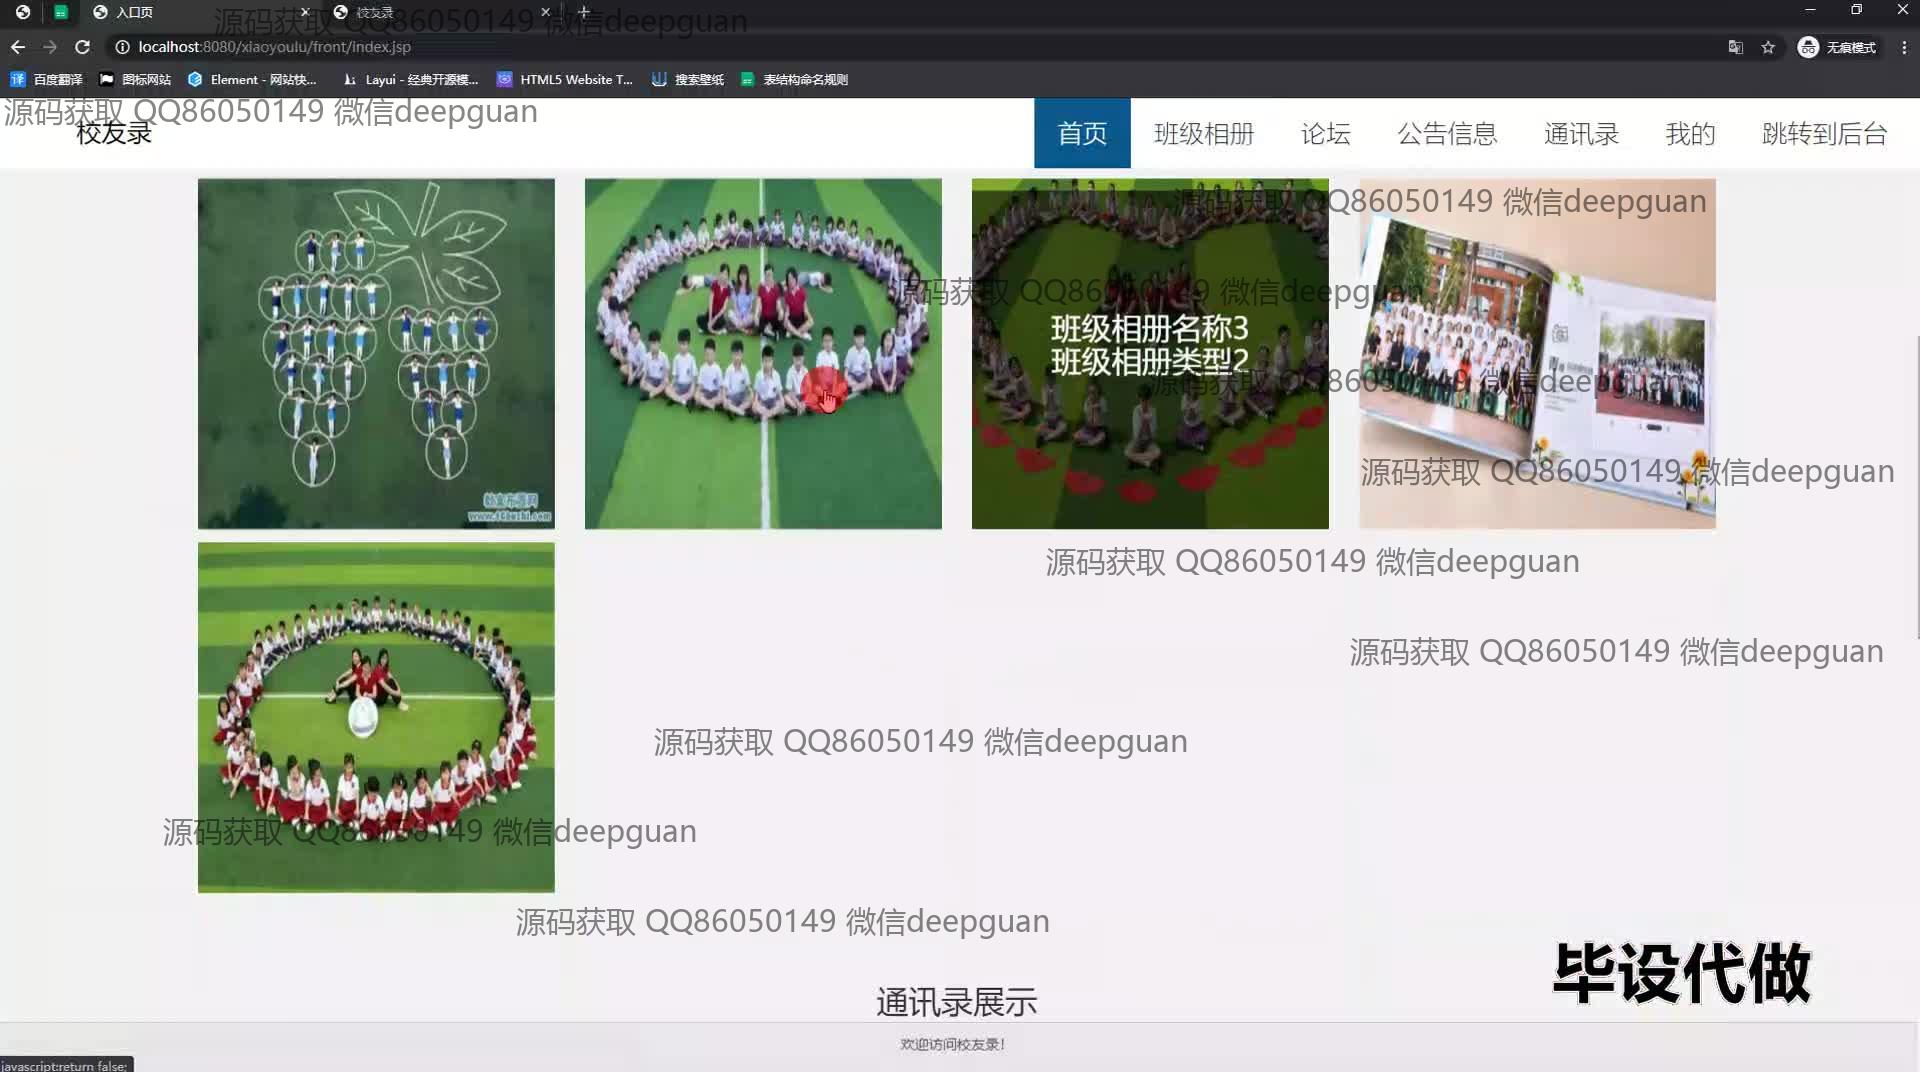 入口页
校友录
源码获取 QQ86050149 微信deepguan
localhost:8080/xiaoyoulu/front/index.jsp
无痕模式
百度翻译
图标网站
Element - 网站快...
Layui - 经典开源模...
HTML5 Website T...
搜索壁纸
表结构命名规则
源码获取 QQ86050149 微信deepguan
校友录
首页
班级相册
论坛
公告信息
通讯录
我的
跳转到后台
源码获取 QQ86050149 微信deepguan
源码获取 QQ86050149 微信deepguan
班级相册名称3
班级相册类型2
源码获取 QQ86050149 微信deepguan
源码获取 QQ86050149 微信deepguan
源码获取 QQ86050149 微信deepguan
源码获取 QQ86050149 微信deepguan
源码获取 QQ86050149 微信deepguan
源码获取 QQ86050149 微信deepguan
源码获取 QQ86050149 微信deepguan
毕设代做
通讯录展示
欢迎访问校友录!
javascript:return false;